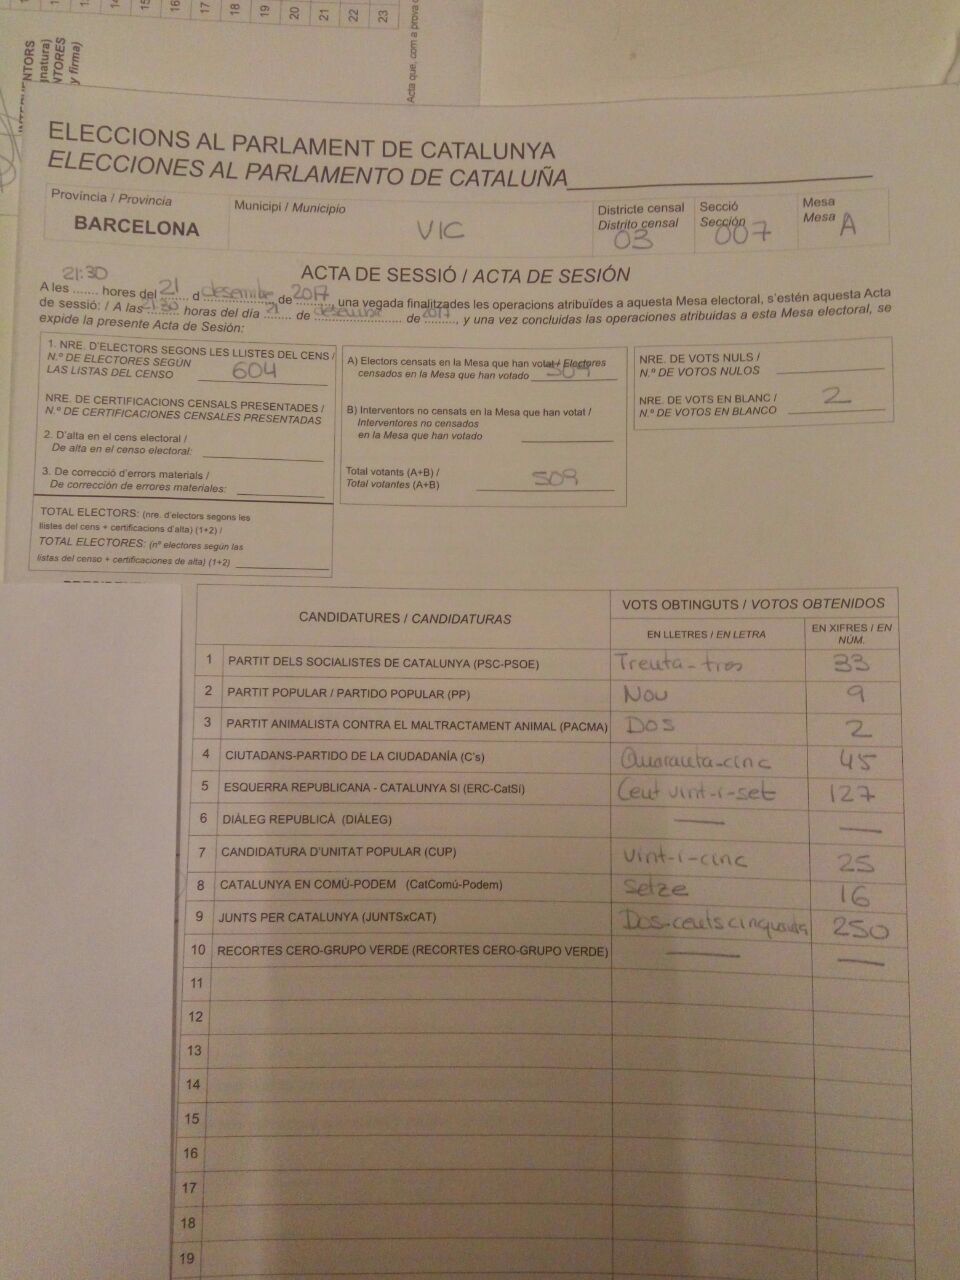 13
14
15
16
17
18
19
20
21
22
23
Acta que, com a prova
INTERVENTORS
y firma)
ELECCIONS AL PARLAMENT DE CATALUNYA
ELECCIONES AL PARLAMENTO DE CATALUÑA
Província / Provincia
BARCELONA
Municipi / Municipio
VIC
Districte censal
Distrito censal
03
Secció
Sección
007
Mesa
Mesa A
ACTA DE SESSIÓ / ACTA DE SESIÓN
21:30
A les ....... hores del 21 d desembre de 2017 una vegada finalitzades les operacions atribuïdes a aquesta Mesa electoral, s'estén aquesta Acta
de sessió; / A las 21:30 horas del día 21 de desembre de 2017, y una vez concluidas las operaciones atribuidas a esta Mesa electoral, se
expide la presente Acta de Sesión:
1. NRE. D'ELECTORS SEGONS LES LLISTES DEL CENS /
N.º DE ELECTORES SEGÚN
LAS LISTAS DEL CENSO 604
NRE. DE CERTIFICACIONS CENSALS PRESENTADES /
N.º DE CERTIFICACIONES CENSALES PRESENTADAS
2. D'alta en el cens electoral /
De alta en el censo electoral:
3. De correcció d'errors materials /
De corrección de errores materiales:
TOTAL ELECTORS: (nre. d'electors segons les
llistes del cens + certificacions d'alta) (1+2) /
TOTAL ELECTORES: (nº electores según las
listas del censo + certificaciones de alta) (1+2)
A) Electors censats en la Mesa que han votat / Electores
censados en la Mesa que han votado 509
B) Interventors no censats en la Mesa que han votat /
Interventores no censados
en la Mesa que han votado
Total votants (A+B) /
Total votantes (A+B) 509
NRE. DE VOTS NULS /
N.º DE VOTOS NULOS
NRE. DE VOTS EN BLANC /
N.º DE VOTOS EN BLANCO 2
CANDIDATURES / CANDIDATURAS
VOTS OBTINGUTS / VOTOS OBTENIDOS
EN LLETRES / EN LETRA
EN XIFRES / EN
NÚM.
1 PARTIT DELS SOCIALISTES DE CATALUNYA (PSC-PSOE) Trenta-tres 33
2 PARTIT POPULAR / PARTIDO POPULAR (PP) Nou 9
3 PARTIT ANIMALISTA CONTRA EL MALTRACTAMENT ANIMAL (PACMA) Dos 2
4 CIUTADANS-PARTIDO DE LA CIUDADANÍA (C's) Quaranta-cinc 45
5 ESQUERRA REPUBLICANA - CATALUNYA SI (ERC-CatSí) Cent vint-i-set 127
6 DIÀLEG REPUBLICÀ (DIÀLEG) —
7 CANDIDATURA D'UNITAT POPULAR (CUP) vint-i-cinc 25
8 CATALUNYA EN COMÚ-PODEM (CatComú-Podem) Setze 16
9 JUNTS PER CATALUNYA (JUNTSxCAT) Dos-cents cinquanta 250
10 RECORTES CERO-GRUPO VERDE (RECORTES CERO-GRUPO VERDE) —
11
12
13
14
15
16
17
18
19